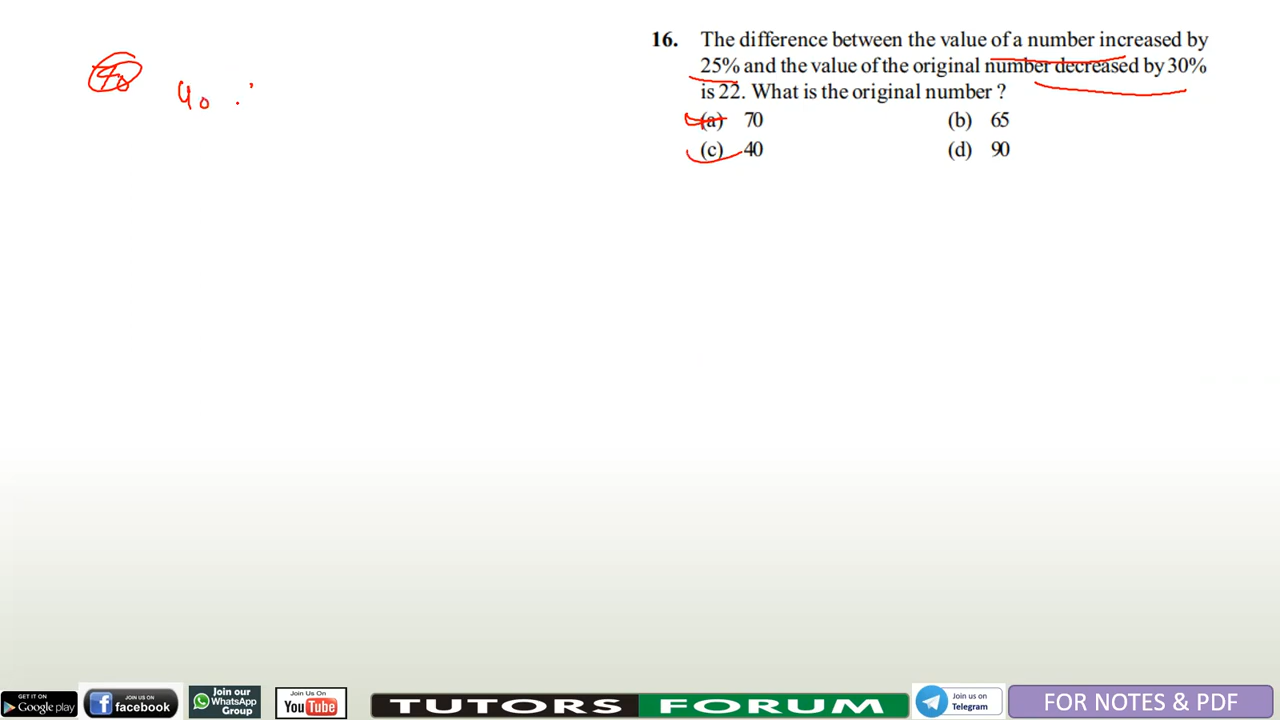 40
16. The difference between the value of a number increased by
25% and the value of the original number decreased by 30%
is 22. What is the original number ?
(a) 70 (b) 65
(c) 40 (d) 90
GET IT ON
Google play
JOIN US ON
facebook
Join our
WhatsApp
Group
Join Us On
YouTube
TUTORS FORUM
Join us on
Telegram
FOR NOTES & PDF